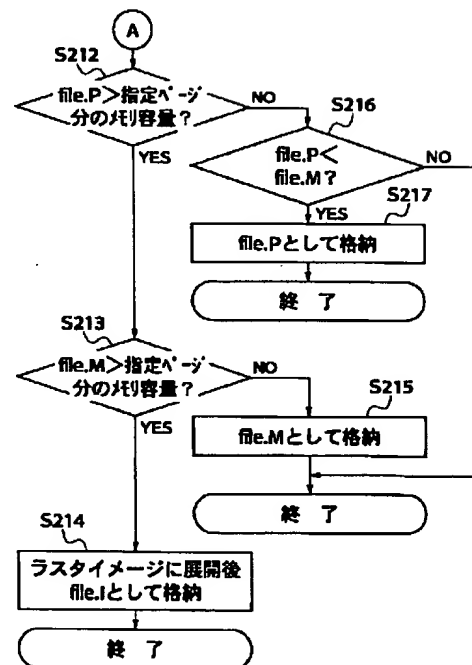 A
S212
file.P>指定ページ
分のメモリ容量?
NO
YES
S216
file.P<
file.M?
NO
YES
S217
file.Pとして格納
終 了
S213
file.M>指定ページ
分のメモリ容量?
NO
YES
S215
file.Mとして格納
終 了
S214
ラスタイメージに展開後
file.Iとして格納
終 了